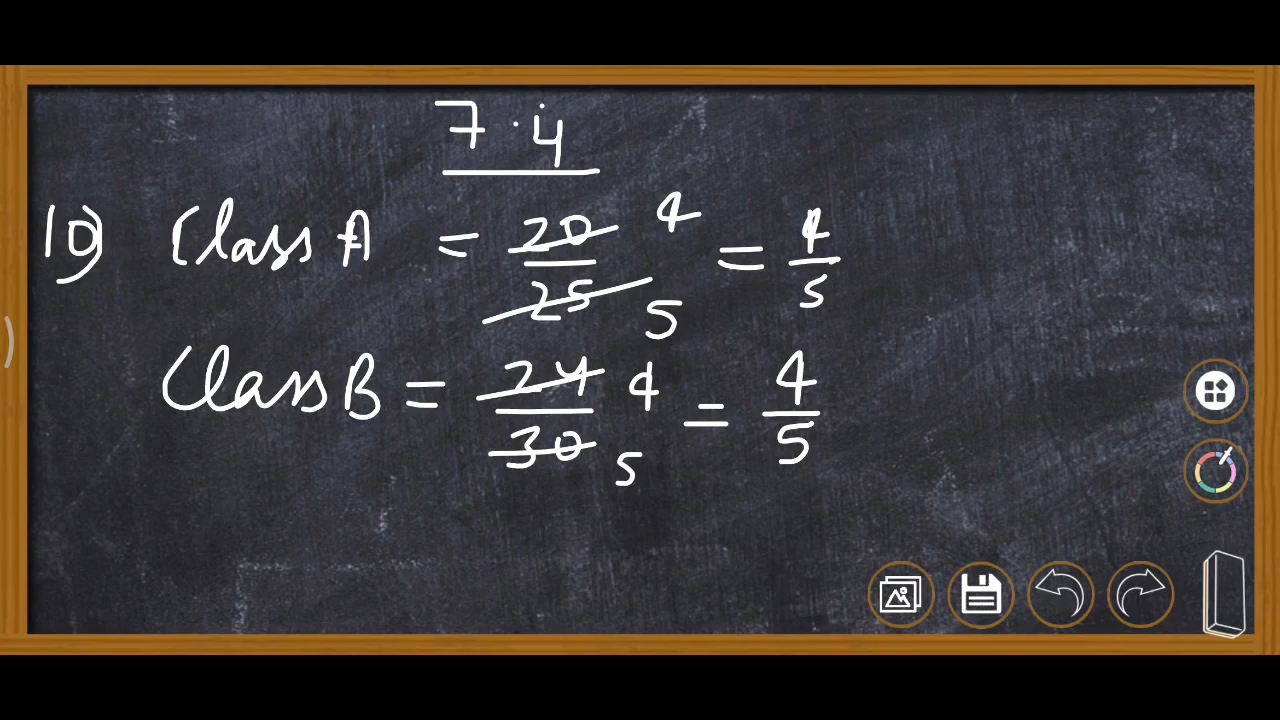 7.4
10) Class A = 20/25 4/5 = 4/5
Class B = 24/30 4/5 = 4/5